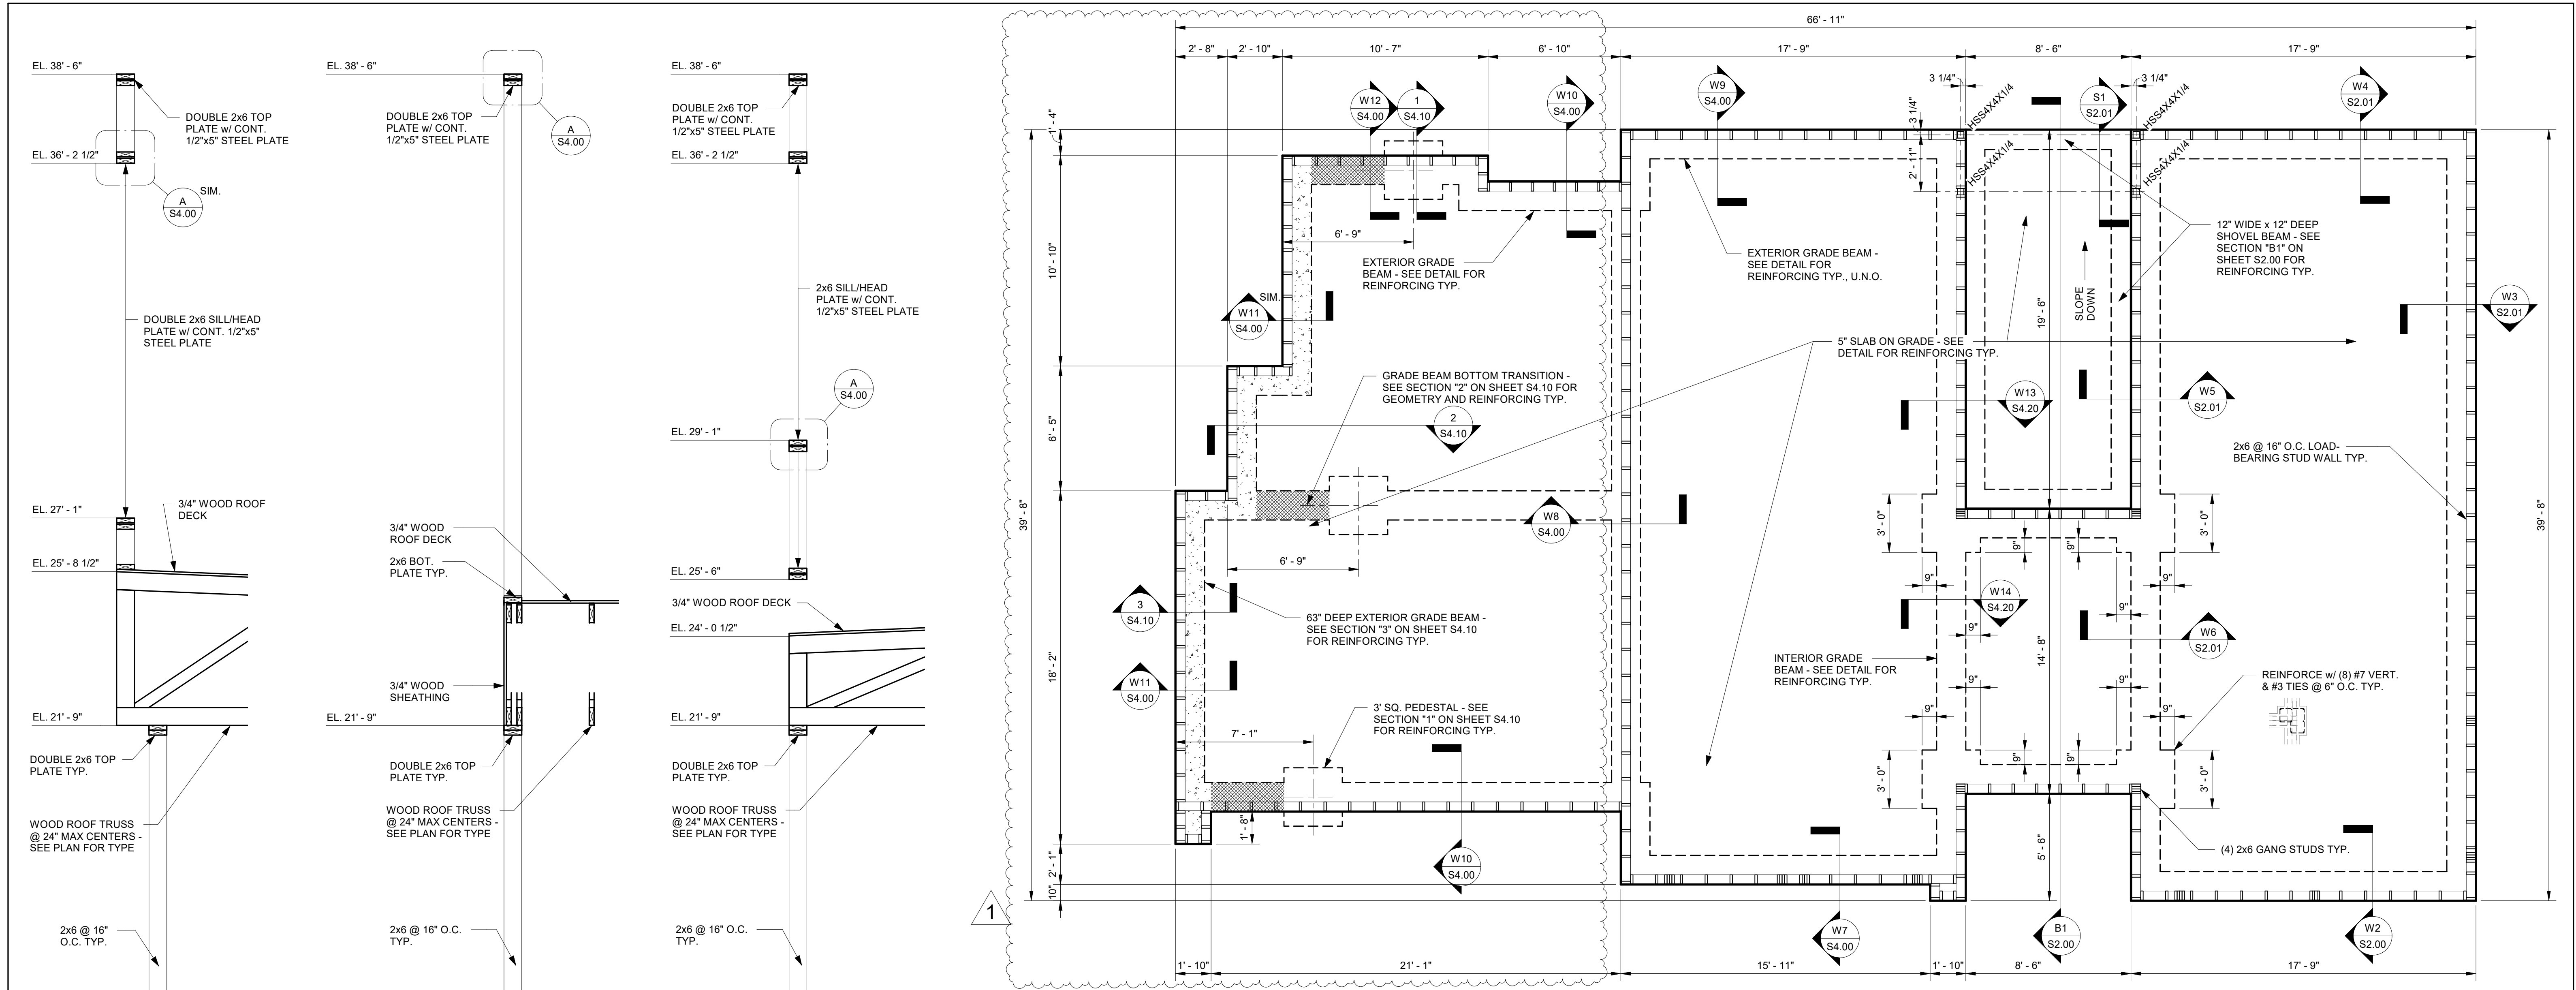 EL. 38' - 6"
DOUBLE 2x6 TOP
PLATE w/ CONT.
1/2"x5" STEEL PLATE
EL. 36' - 2 1/2"
SIM.
A
S4.00
DOUBLE 2x6 SILL/HEAD
PLATE w/ CONT. 1/2"x5"
STEEL PLATE
EL. 27' - 1"
3/4" WOOD ROOF
DECK
EL. 25' - 8 1/2"
EL. 21' - 9"
DOUBLE 2x6 TOP
PLATE TYP.
WOOD ROOF TRUSS
@ 24" MAX CENTERS -
SEE PLAN FOR TYPE
2x6 @ 16"
O.C. TYP.
EL. 38' - 6"
DOUBLE 2x6 TOP
PLATE w/ CONT.
1/2"x5" STEEL PLATE
A
S4.00
3/4" WOOD
ROOF DECK
2x6 BOT.
PLATE TYP.
3/4" WOOD
SHEATHING
EL. 21' - 9"
DOUBLE 2x6 TOP
PLATE TYP.
WOOD ROOF TRUSS
@ 24" MAX CENTERS -
SEE PLAN FOR TYPE
2x6 @ 16" O.C.
TYP.
EL. 38' - 6"
DOUBLE 2x6 TOP
PLATE w/ CONT.
1/2"x5" STEEL PLATE
EL. 36' - 2 1/2"
2x6 SILL/HEAD
PLATE w/ CONT.
1/2"x5" STEEL PLATE
A
S4.00
EL. 29' - 1"
EL. 25' - 6"
3/4" WOOD ROOF DECK
EL. 24' - 0 1/2"
EL. 21' - 9"
DOUBLE 2x6 TOP
PLATE TYP.
WOOD ROOF TRUSS
@ 24" MAX CENTERS -
SEE PLAN FOR TYPE
2x6 @ 16" O.C.
TYP.
66' - 11"
2' - 8"
2' - 10"
10' - 7"
6' - 10"
17' - 9"
8' - 6"
17' - 9"
3 1/4"
3 1/4"
3 1/4"
2' - 11"
HSS4X4X1/4
HSS4X4X1/4
HSS4X4X1/4
HSS4X4X1/4
W12
S4.00
1
S4.10
W10
S4.00
W9
S4.00
S1
S2.01
W4
S2.01
1' - 4"
10' - 10"
6' - 5"
18' - 2"
2' - 1"
10"
39' - 8"
6' - 9"
EXTERIOR GRADE
BEAM - SEE DETAIL FOR
REINFORCING TYP.
EXTERIOR GRADE BEAM -
SEE DETAIL FOR
REINFORCING TYP., U.N.O.
SLOPE
DOWN
19' - 6"
12" WIDE x 12" DEEP
SHOVEL BEAM - SEE
SECTION "B1" ON
SHEET S2.00 FOR
REINFORCING TYP.
SIM.
W11
S4.00
W3
S2.01
5" SLAB ON GRADE - SEE
DETAIL FOR REINFORCING TYP.
GRADE BEAM BOTTOM TRANSITION -
SEE SECTION "2" ON SHEET S4.10 FOR
GEOMETRY AND REINFORCING TYP.
2
S4.10
W13
S4.20
W5
S2.01
2x6 @ 16" O.C. LOAD-
BEARING STUD WALL TYP.
W8
S4.00
3' - 0"
3' - 0"
39' - 8"
6' - 9"
9"
9"
9"
9"
9"
9"
W14
S4.20
3
S4.10
63" DEEP EXTERIOR GRADE BEAM -
SEE SECTION "3" ON SHEET S4.10
FOR REINFORCING TYP.
14' - 8"
W6
S2.01
INTERIOR GRADE
BEAM - SEE DETAIL FOR
REINFORCING TYP.
W11
S4.00
9"
9"
9"
9"
9"
9"
REINFORCE w/ (8) #7 VERT.
& #3 TIES @ 6" O.C. TYP.
3' SQ. PEDESTAL - SEE
SECTION "1" ON SHEET S4.10
FOR REINFORCING TYP.
7' - 1"
3' - 0"
3' - 0"
1' - 8"
5' - 6"
(4) 2x6 GANG STUDS TYP.
W10
S4.00
1
W7
S4.00
B1
S2.00
W2
S2.00
1' - 10"
21' - 1"
15' - 11"
1' - 10"
8' - 6"
17' - 9"